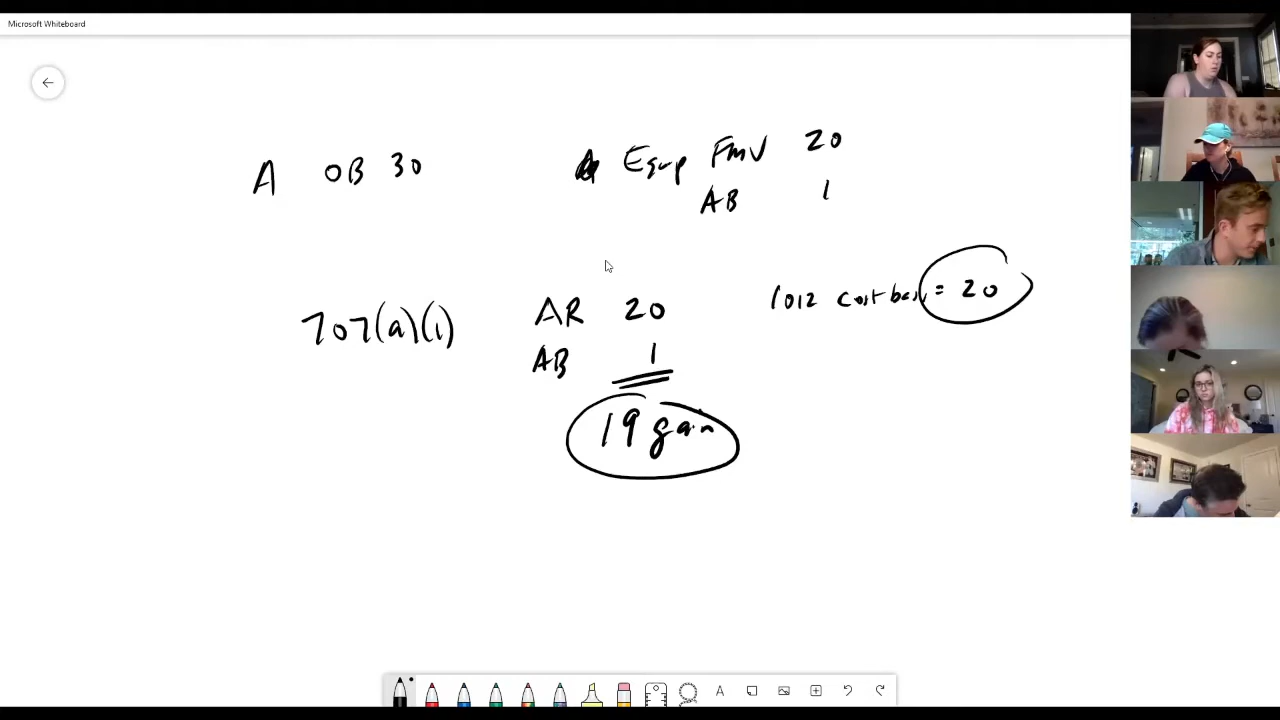 Microsoft Whiteboard
A OB 30
Equip FMV 20
AB 1
707(a)(1)
AR 20
AB 1
19 gain
1012 cost basis = 20
A